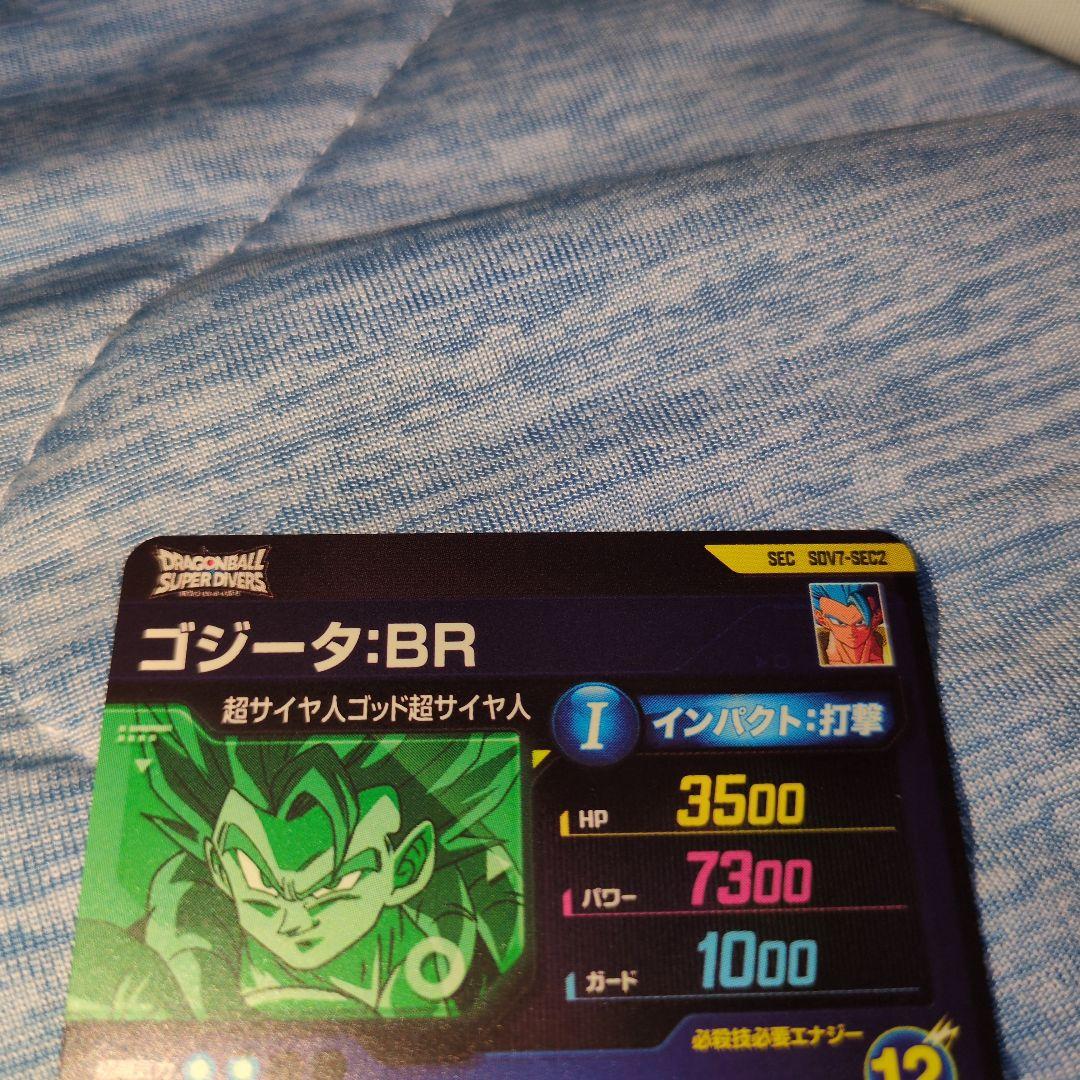 DRAGONBALL
SUPER DIVERS
SEC SDV7-SEC2
ゴジータ:BR
超サイヤ人ゴッド超サイヤ人
I インパクト:打撃
HP 3500
パワー 7300
ガード 1000
必殺技必要エナジー
12